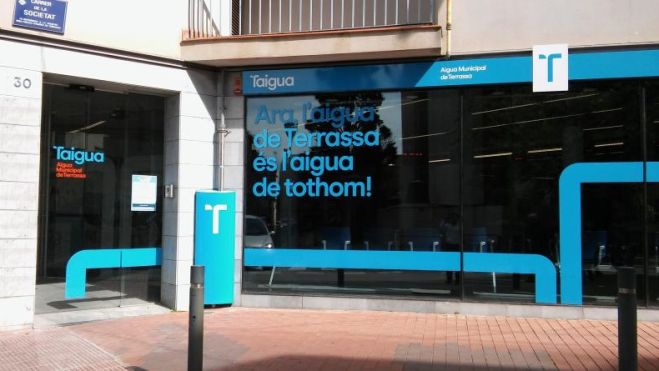 CARRER
DE LA
SOCIETAT
30
Taigua
Aigua
Municipal
de Terrassa
Taigua
Aigua Municipal
de Terrassa
T
Ara, l'aigua
de Terrassa
és l'aigua
de tothom!
T